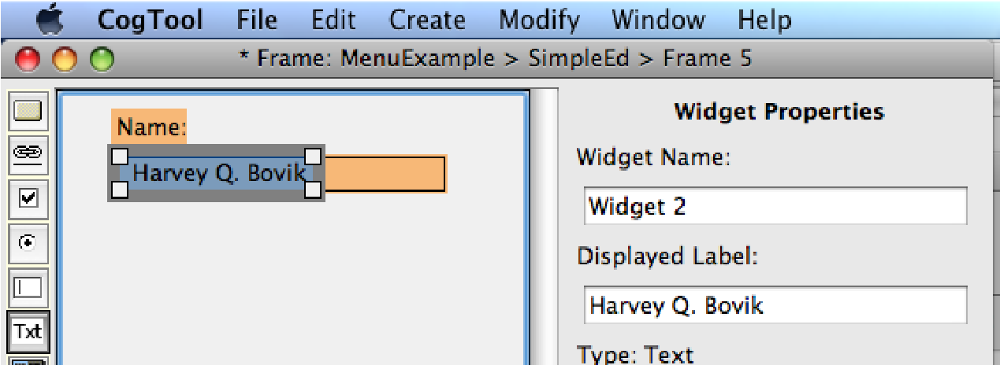 CogTool File Edit Create Modify Window Help
* Frame: MenuExample > SimpleEd > Frame 5
Widget Properties
Name:
Widget Name:
Harvey Q. Bovik
Widget 2
Displayed Label:
Harvey Q. Bovik
Txt
Type: Text